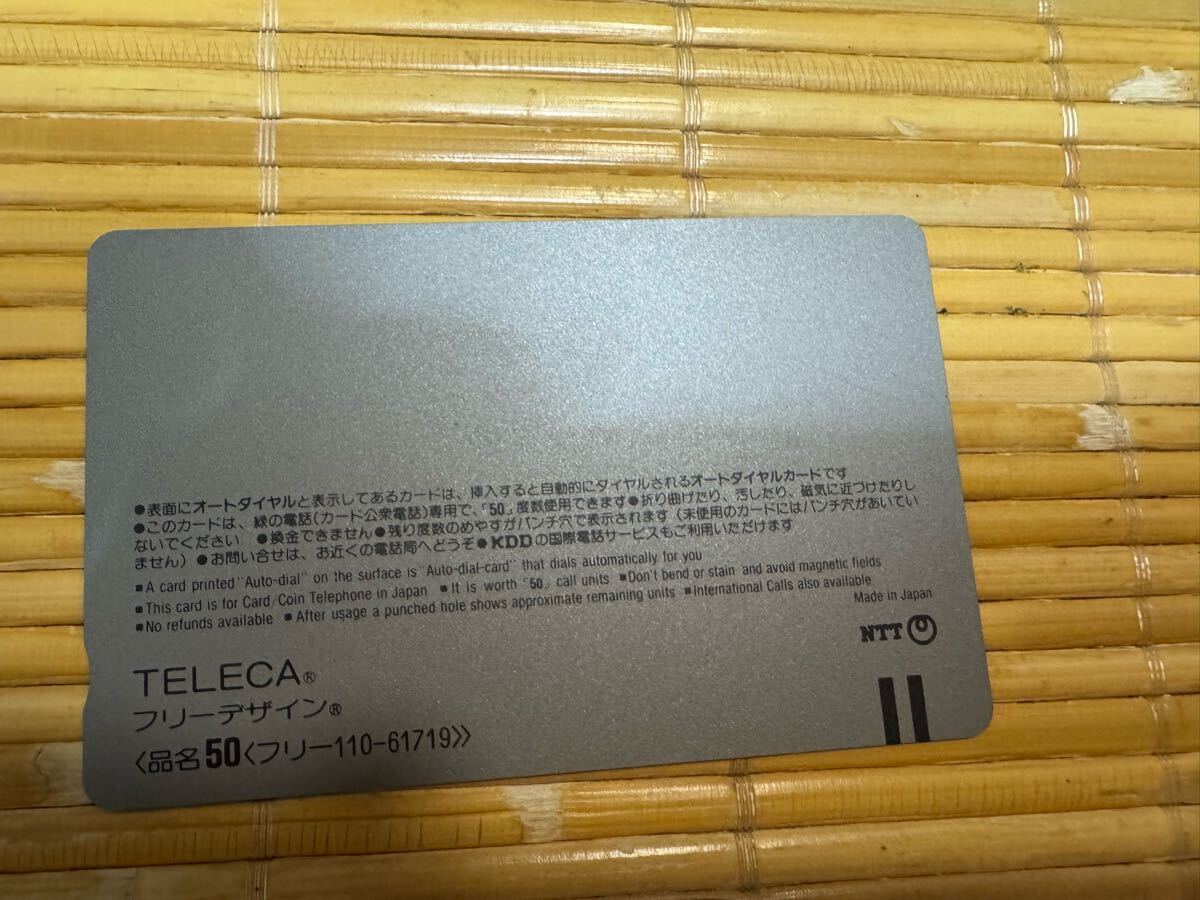 ●表面にオートダイヤルと表示してあるカードは、挿入すると自動的にダイヤルされるオートダイヤルカードです
●このカードは、緑の電話(カード公衆電話)専用で、「50」度数使用できます●折り曲げたり、汚したり、磁気に近づけたりし
ないでください ●換金できません●残り度数のめやすがパンチ穴で表示されます(未使用のカードにはパンチ穴があいてい
ません)●お問い合せは、お近くの電話局へどうぞ●KDDの国際電話サービスもご利用いただけます
■A card printed "Auto-dial" on the surface is "Auto-dial-card" that dials automatically for you
■This card is for Card/Coin Telephone in Japan ■It is worth「50」call units ■Don't bend or stain and avoid magnetic fields
■No refunds available ■After usage a punched hole shows approximate remaining units ■International Calls also available
Made in Japan
NTT
TELECA®
フリーデザイン®
〈品名50〈フリー110-61719〉〉